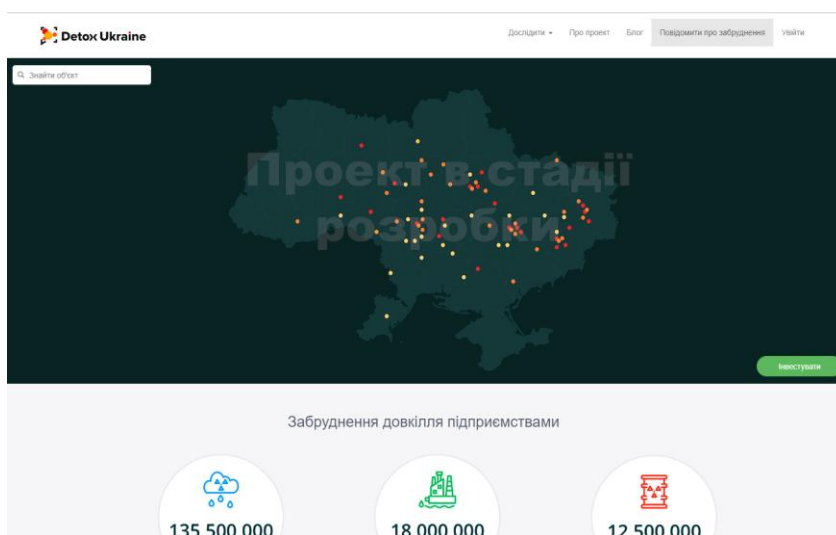 Detox Ukraine
Дослідити
Про проект
Блог
Повідомити про забруднення
Увійти
Знайти об'єкт
Проект в стадії
розробки
Інвестувати
Забруднення довкілля підприємствами
135 500 000
18 000 000
12 500 000